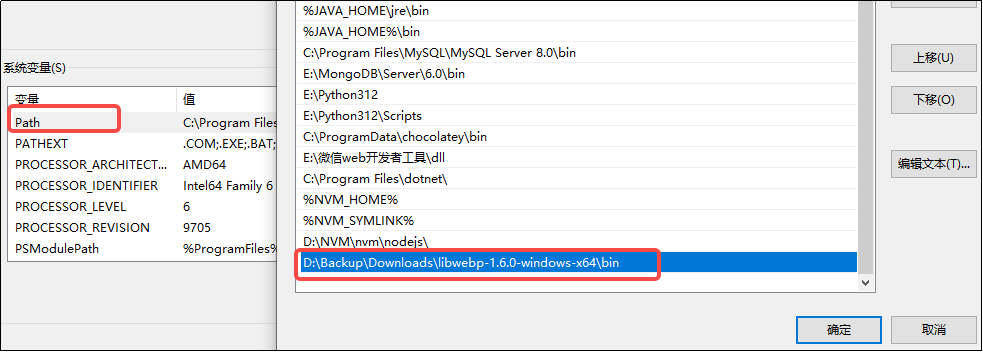 系统变量(S)
变量 值
Path C:\Program Files
PATHEXT .COM;.EXE;.BAT;
PROCESSOR_ARCHITECT... AMD64
PROCESSOR_IDENTIFIER Intel64 Family 6
PROCESSOR_LEVEL 6
PROCESSOR_REVISION 9705
PSModulePath %ProgramFiles%
%JAVA_HOME\jre\bin
%JAVA_HOME%\bin
C:\Program Files\MySQL\MySQL Server 8.0\bin
E:\MongoDB\Server\6.0\bin
E:\Python312
E:\Python312\Scripts
C:\ProgramData\chocolatey\bin
E:\微信web开发者工具\dll
C:\Program Files\dotnet\
%NVM_HOME%
%NVM_SYMLINK%
D:\NVM\nvm\nodejs\
D:\Backup\Downloads\libwebp-1.6.0-windows-x64\bin
上移(U)
下移(O)
编辑文本(T)...
确定
取消